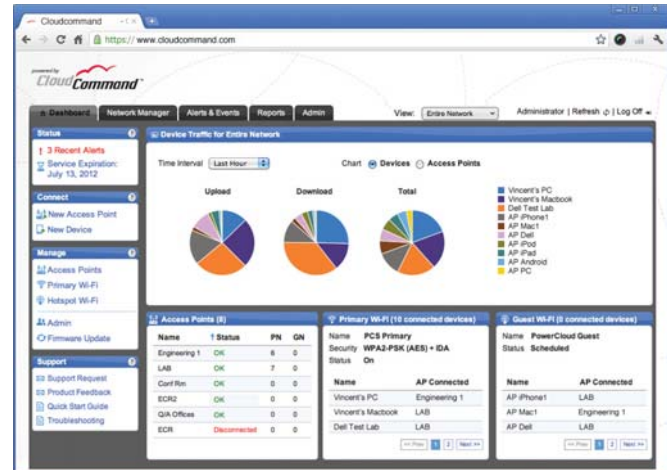 Cloudcommand
https://www.cloudcommand.com
powered by
CloudCommand
Dashboard Network Manager Alerts & Events Reports Admin View: Entire Network Administrator | Refresh | Log Off
Status
! 3 Recent Alerts
Service Expiration:
July 13, 2012
Connect
New Access Point
New Device
Manage
Access Points
Primary Wi-Fi
Hotspot Wi-Fi
Admin
Firmware Update
Support
Support Request
Product Feedback
Quick Start Guide
Troubleshooting
Device Traffic for Entire Network
Time Interval Last Hour Chart Devices Access Points
Upload Download Total
Vincent's PC
Vincent's Macbook
Dell Test Lab
AP iPhone1
AP Mac1
AP Dell
AP iPod
AP iPad
AP Android
AP PC
Access Points (8)
Name ↑ Status PN GN
Engineering 1 OK 6 0
LAB OK 7 0
Conf Rm OK 0 0
ECR2 OK 0 0
Q/A Offices OK 0 0
ECR Disconnected 0 0
Primary Wi-Fi (10 connected devices)
Name PCS Primary
Security WPA2-PSK (AES) + IDA
Status On
Name AP Connected
Vincent's PC Engineering 1
Vincent's Macbook LAB
Dell Test Lab LAB
<< Prev 1 2 Next >>
Guest Wi-Fi (0 connected devices)
Name PowerCloud Guest
Status Scheduled
Name AP Connected
AP iPhone1 LAB
AP Mac1 Engineering 1
AP Dell LAB
<< Prev 1 2 Next >>